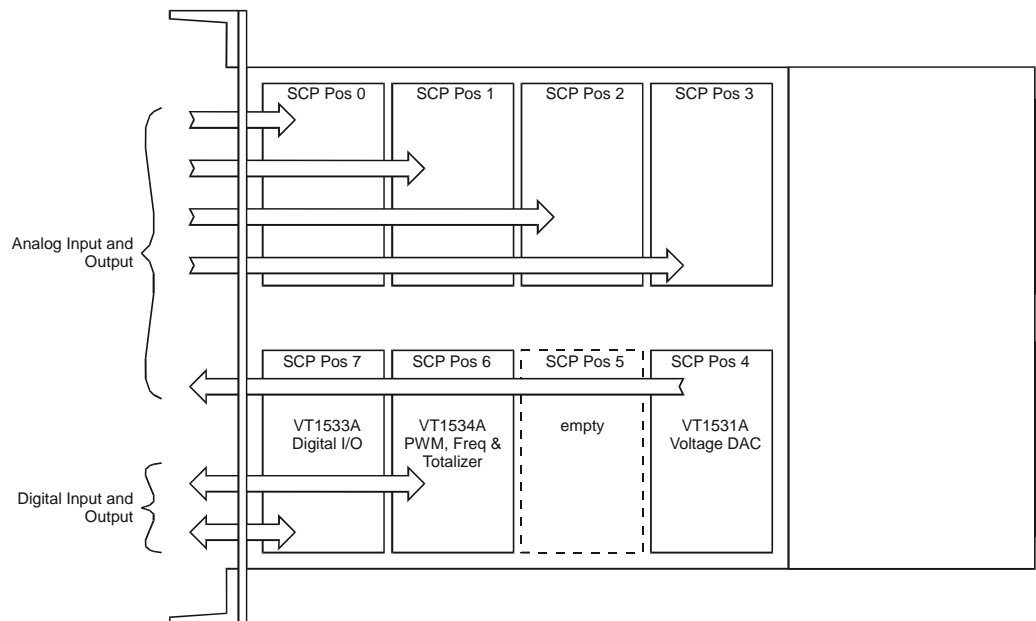 SCP Pos 0
SCP Pos 1
SCP Pos 2
SCP Pos 3
Analog Input and
Output
SCP Pos 7
SCP Pos 6
SCP Pos 5
SCP Pos 4
VT1533A
Digital I/O
VT1534A
PWM, Freq &
Totalizer
empty
VT1531A
Voltage DAC
Digital Input and
Output